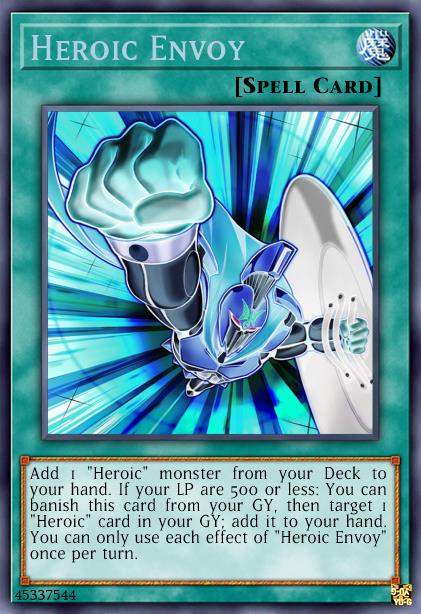 Heroic Envoy
魔
[Spell Card]
Add 1 "Heroic" monster from your Deck to
your hand. If your LP are 500 or less: You can
banish this card from your GY, then target 1
"Heroic" card in your GY; add it to your hand.
You can only use each effect of "Heroic Envoy"
once per turn.
45337544